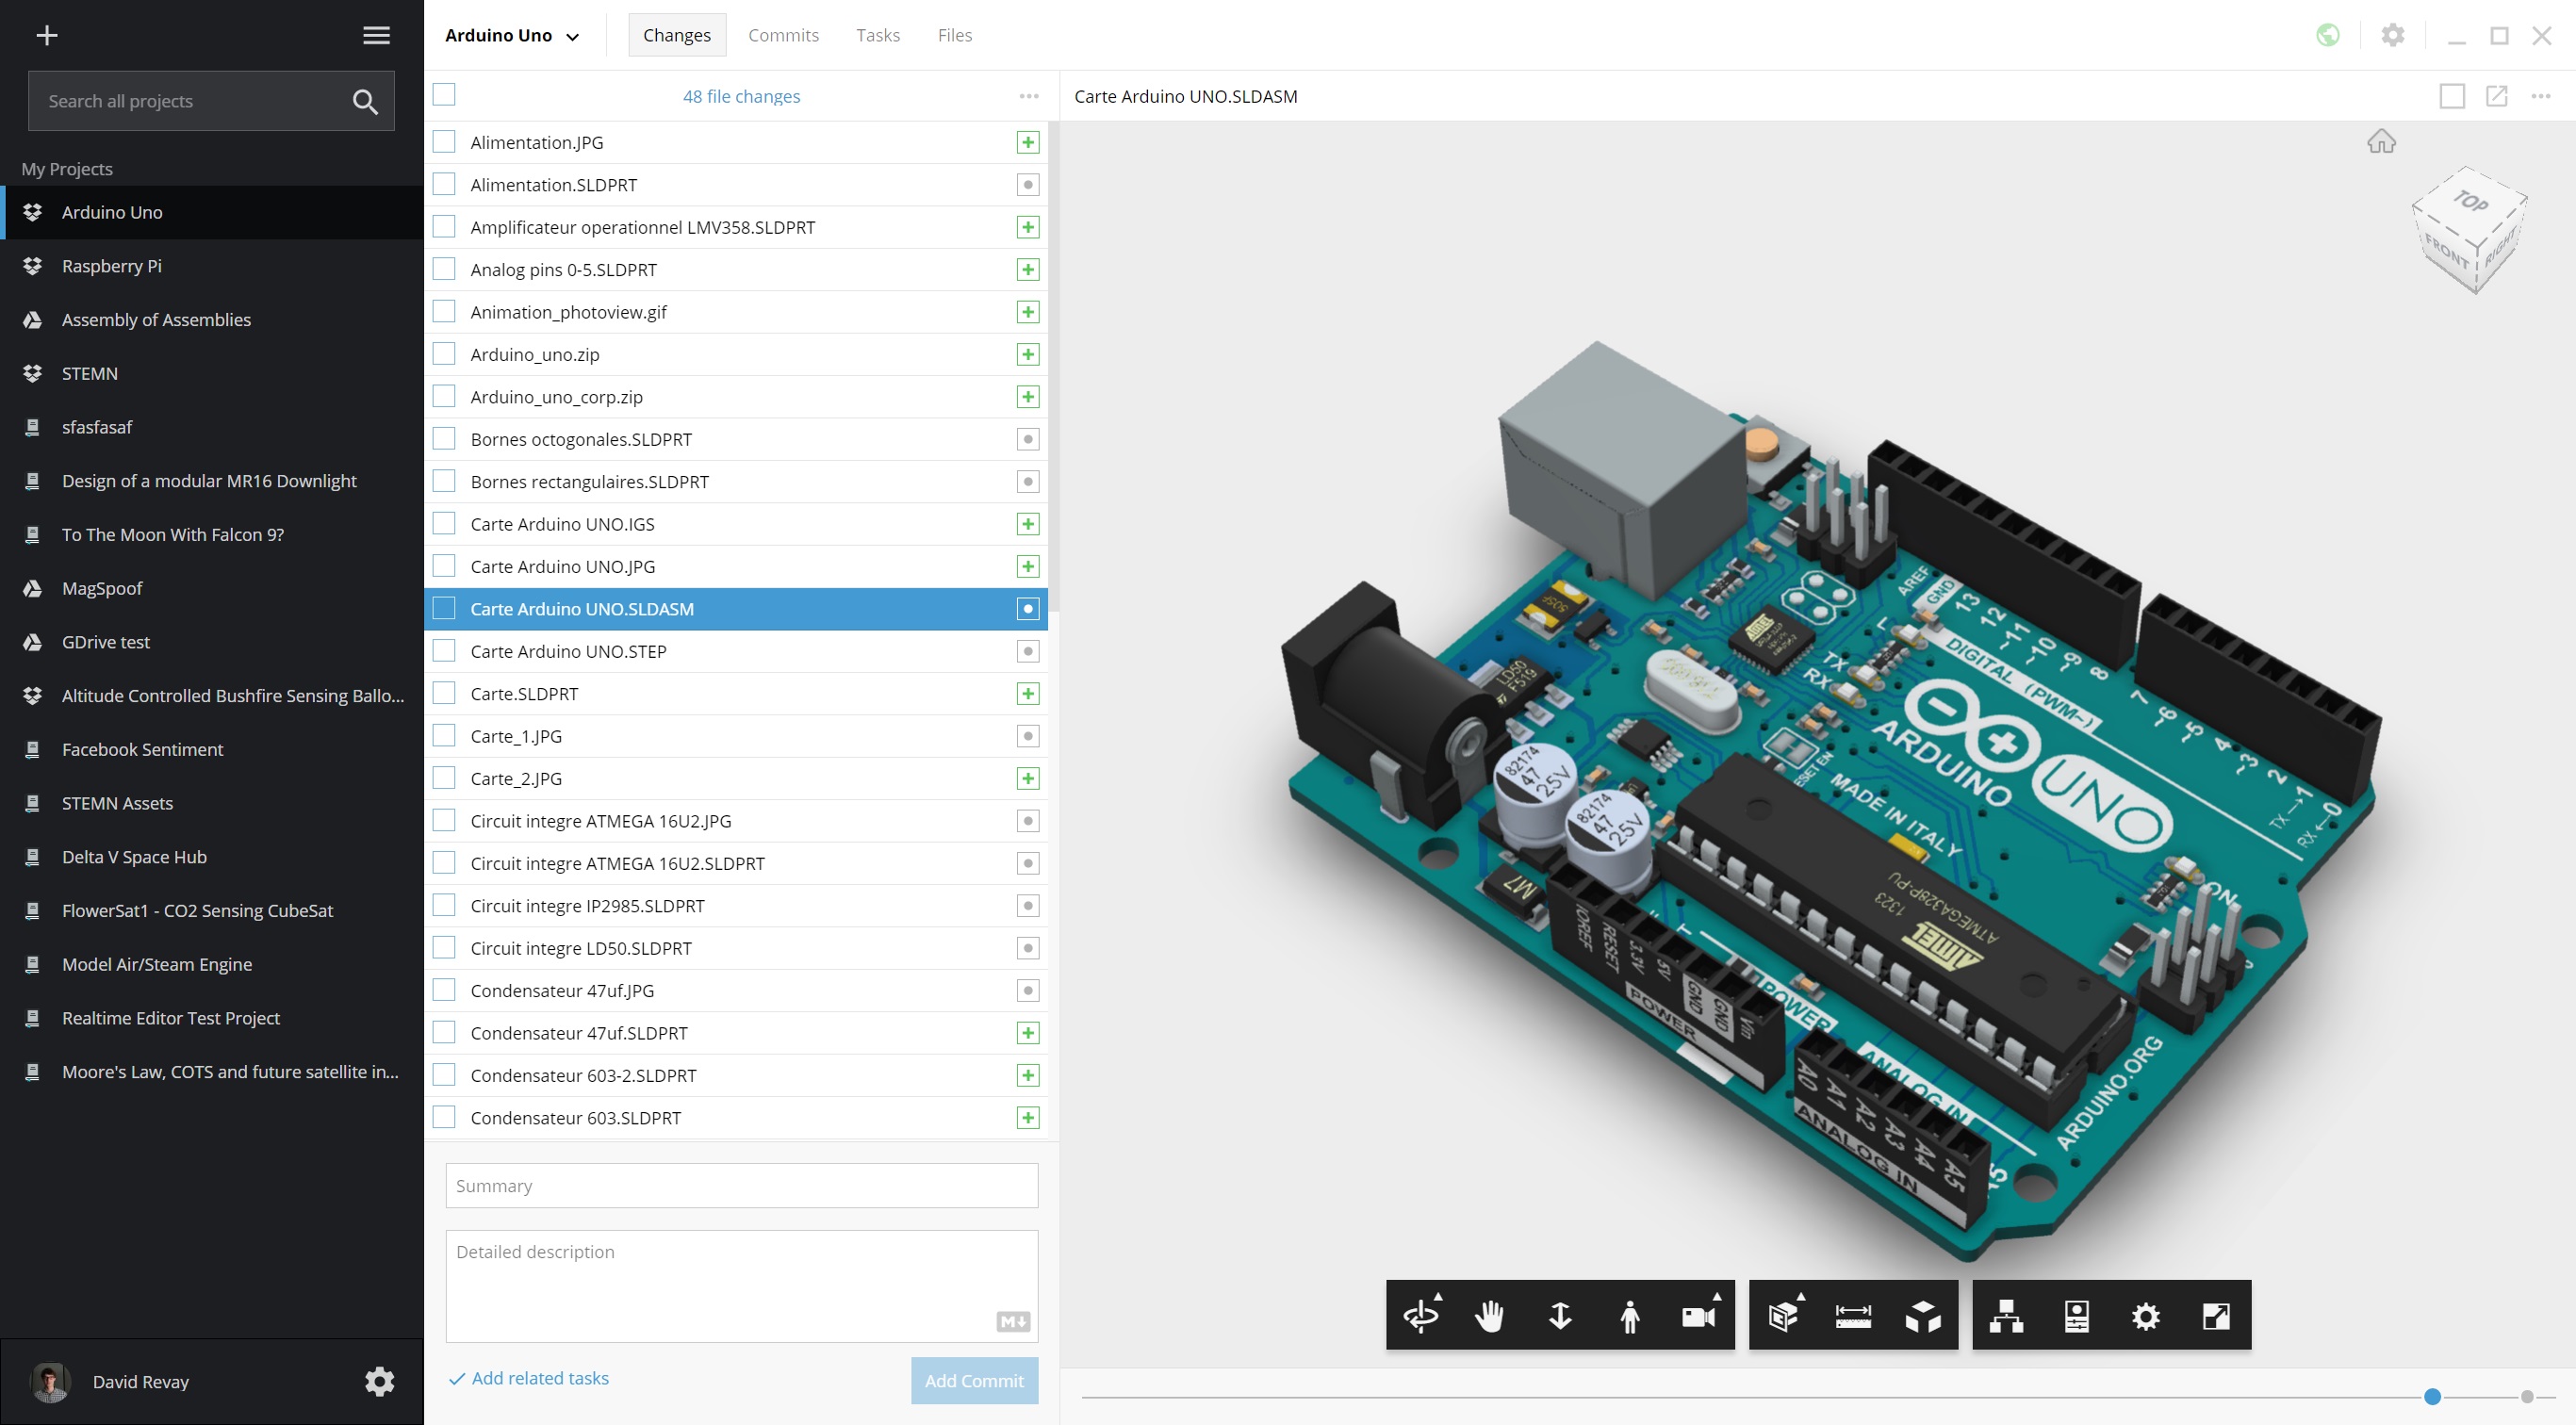 Arduino Uno
Changes
Commits
Tasks
Files
Search all projects
My Projects
Arduino Uno
Raspberry Pi
Assembly of Assemblies
STEMN
sfasfasaf
Design of a modular MR16 Downlight
To The Moon With Falcon 9?
MagSpoof
GDrive test
Altitude Controlled Bushfire Sensing Ballo...
Facebook Sentiment
STEMN Assets
Delta V Space Hub
FlowerSat1 - CO2 Sensing CubeSat
Model Air/Steam Engine
Realtime Editor Test Project
Moore's Law, COTS and future satellite in...
David Revay
48 file changes
Alimentation.JPG
Alimentation.SLDPRT
Amplificateur operationnel LMV358.SLDPRT
Analog pins 0-5.SLDPRT
Animation_photoview.gif
Arduino_uno.zip
Arduino_uno_corp.zip
Bornes octogonales.SLDPRT
Bornes rectangulaires.SLDPRT
Carte Arduino UNO.IGS
Carte Arduino UNO.JPG
Carte Arduino UNO.SLDASM
Carte Arduino UNO.STEP
Carte.SLDPRT
Carte_1.JPG
Carte_2.JPG
Circuit integre ATMEGA 16U2.JPG
Circuit integre ATMEGA 16U2.SLDPRT
Circuit integre IP2985.SLDPRT
Circuit integre LD50.SLDPRT
Condensateur 47uf.JPG
Condensateur 47uf.SLDPRT
Condensateur 603-2.SLDPRT
Condensateur 603.SLDPRT
Summary
Detailed description
M
Add related tasks
Add Commit
Carte Arduino UNO.SLDASM
TOP
FRONT
RIGHT
AREF
GND
13
12
~11
~10
~9
8
7
~6
~5
4
~3
2
TX→1
RX←0
DIGITAL (PWM~)
L
TX
RX
ARDUINO
UNO
MADE IN ITALY
505F
LD50
F519
82174
47
25V
82174
47
25V
M7
RESET EN
ATMEL
ATMEGA328P-PU
1323
ON
IOREF
RESET
3.3V
5V
GND
GND
Vin
POWER
POWER
ANALOG IN
A0
A1
A2
A3
A4
A5
ANALOG IN
A5
ARDUINO.ORG